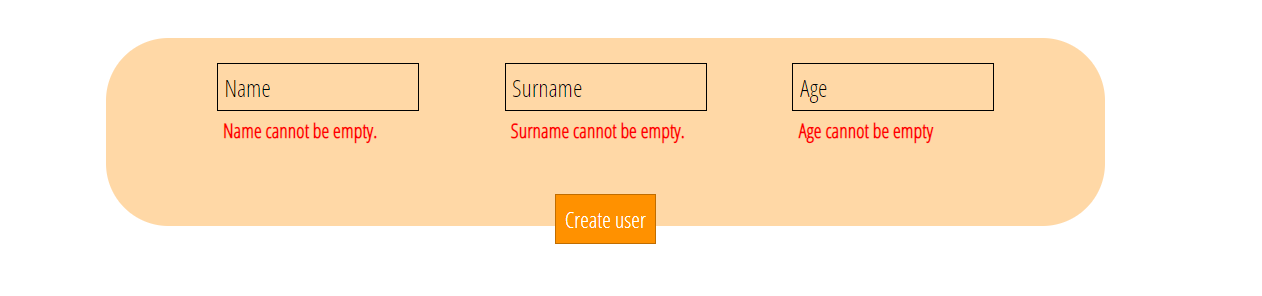 Name
Surname
Age
Name cannot be empty.
Surname cannot be empty.
Age cannot be empty
Create user